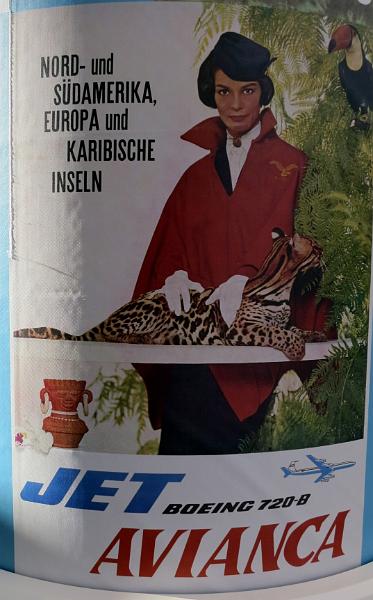 NORD- und
SÜDAMERIKA,
EUROPA und
KARIBISCHE
INSELN
JET BOEING 720-B
AVIANCA